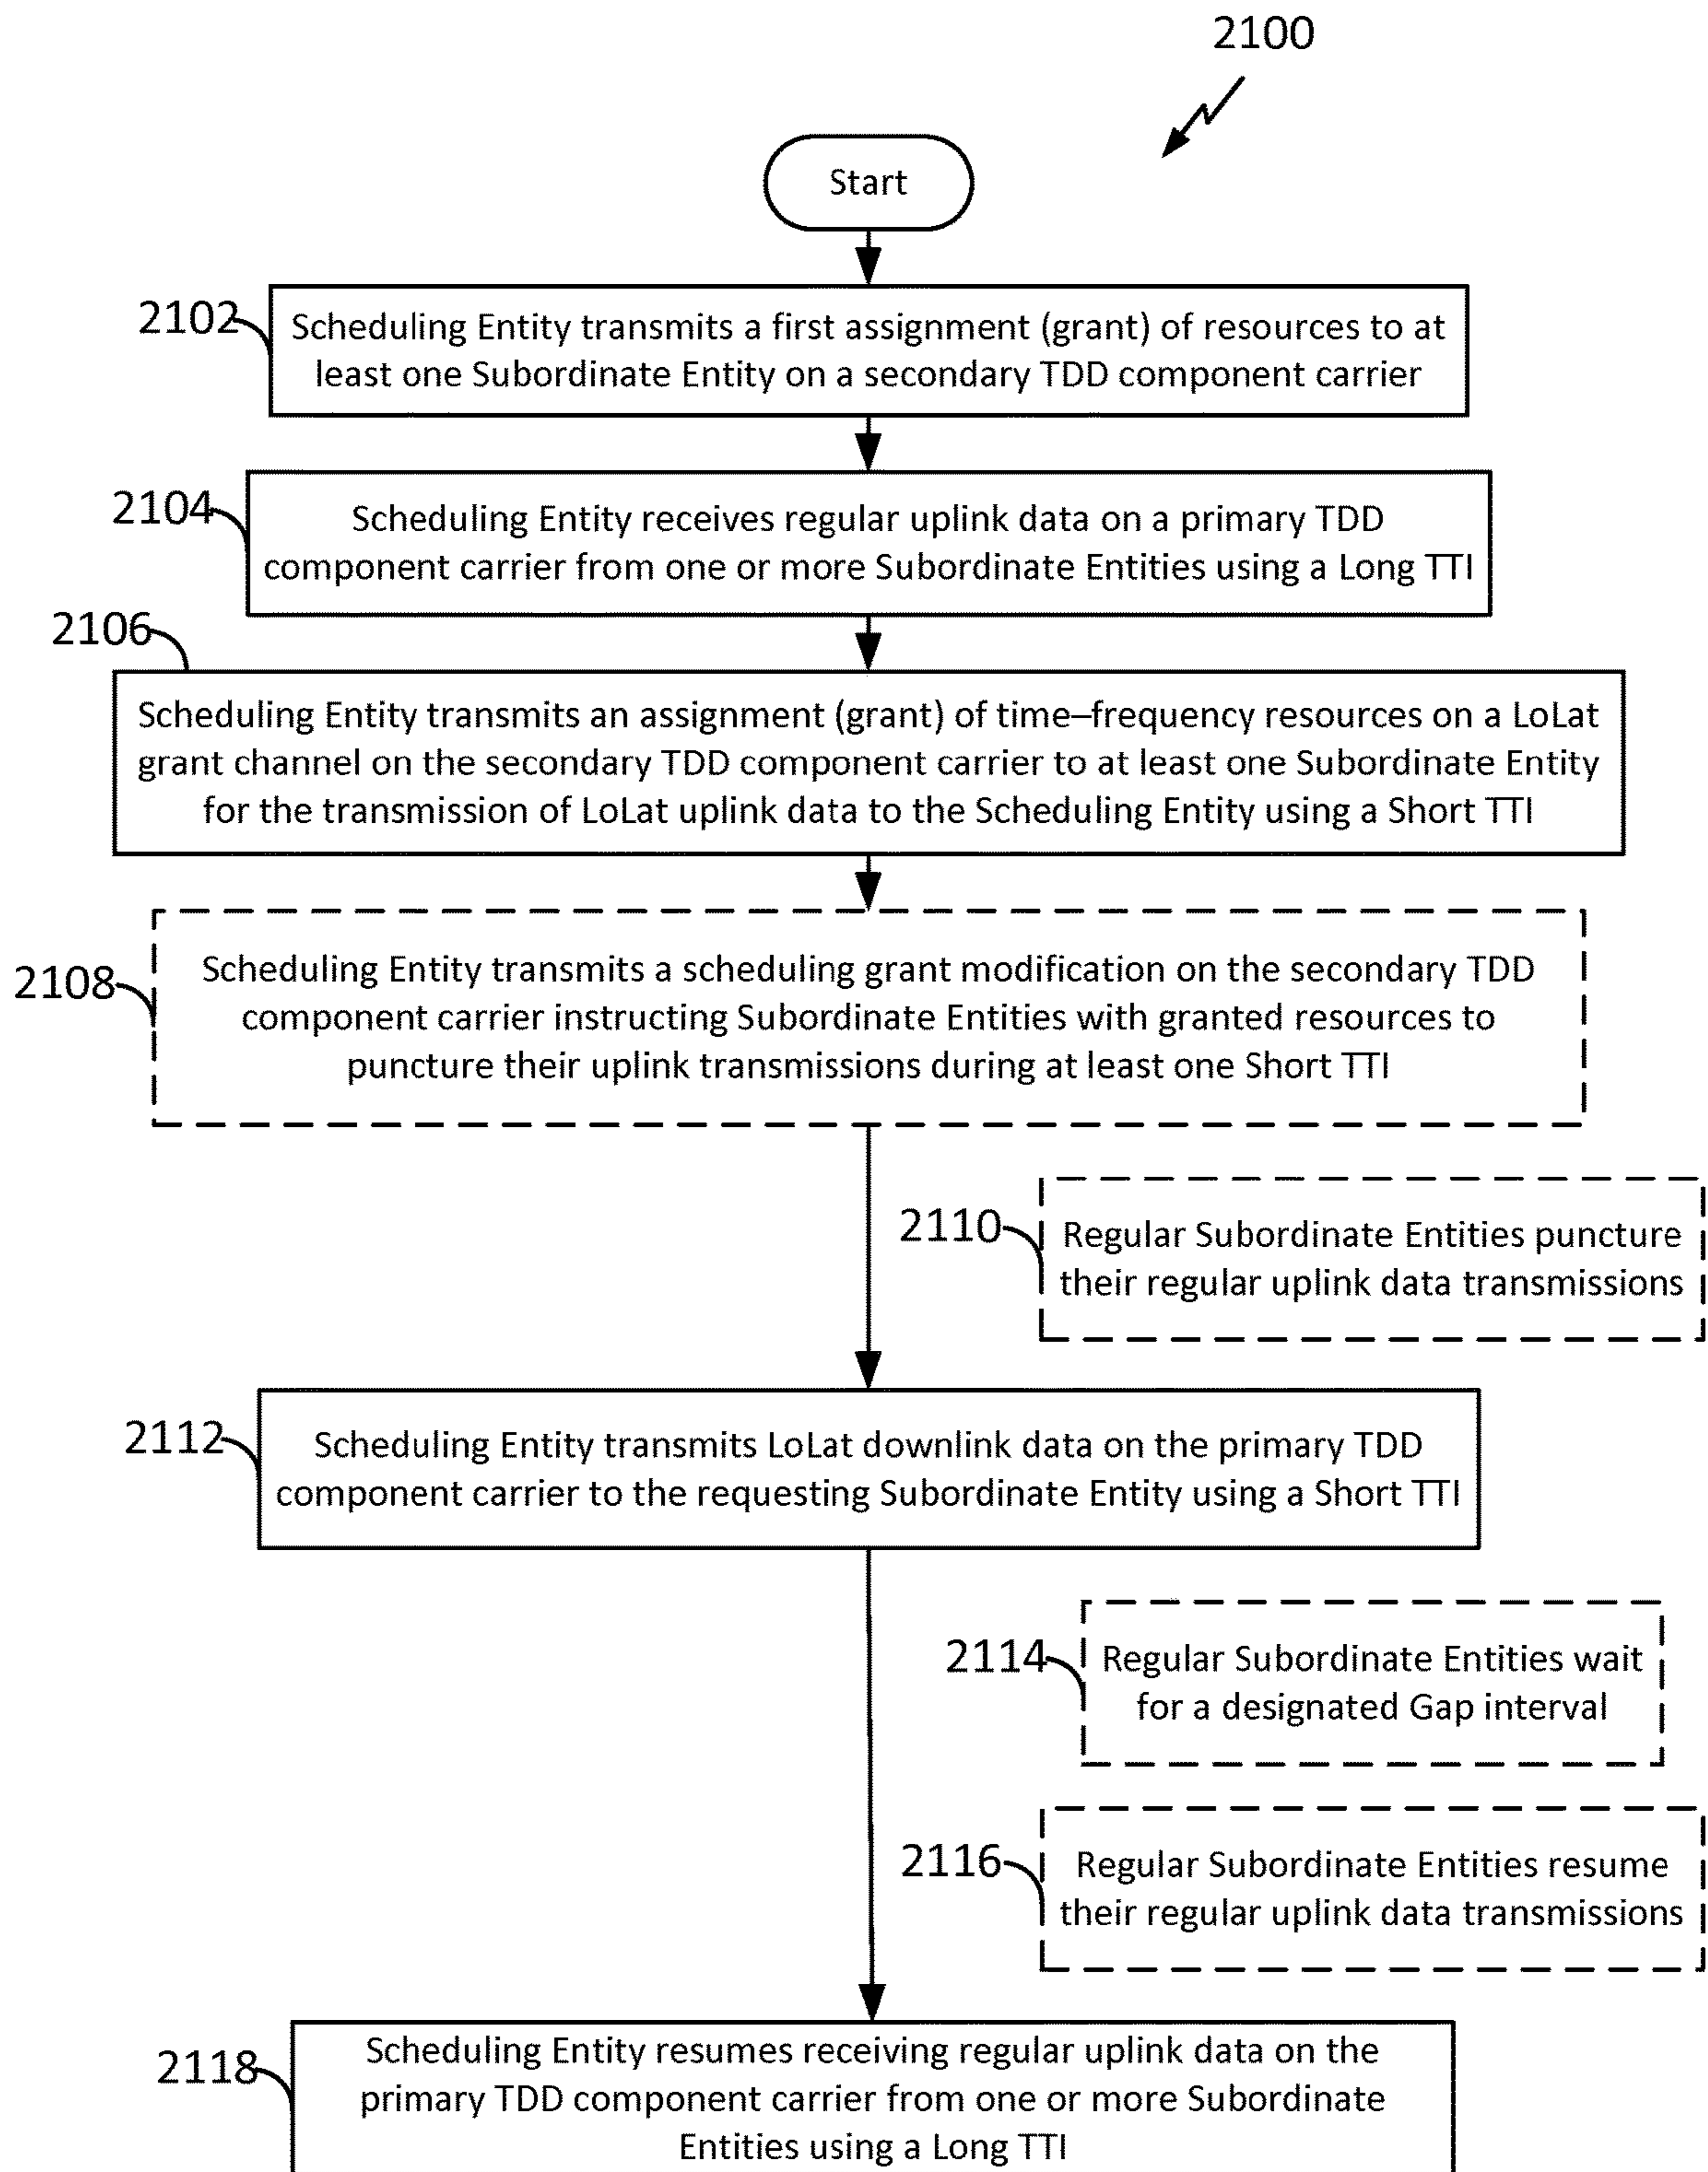 2100
Start
2102
Scheduling Entity transmits a first assignment (grant) of resources to at
least one Subordinate Entity on a secondary TDD component carrier
2104
Scheduling Entity receives regular uplink data on a primary TDD
component carrier from one or more Subordinate Entities using a Long TTI
2106
Scheduling Entity transmits an assignment (grant) of time–frequency resources on a LoLat
grant channel on the secondary TDD component carrier to at least one Subordinate Entity
for the transmission of LoLat uplink data to the Scheduling Entity using a Short TTI
2108
Scheduling Entity transmits a scheduling grant modification on the secondary TDD
component carrier instructing Subordinate Entities with granted resources to
puncture their uplink transmissions during at least one Short TTI
2110
Regular Subordinate Entities puncture
their regular uplink data transmissions
2112
Scheduling Entity transmits LoLat downlink data on the primary TDD
component carrier to the requesting Subordinate Entity using a Short TTI
2114
Regular Subordinate Entities wait
for a designated Gap interval
2116
Regular Subordinate Entities resume
their regular uplink data transmissions
2118
Scheduling Entity resumes receiving regular uplink data on the
primary TDD component carrier from one or more Subordinate
Entities using a Long TTI